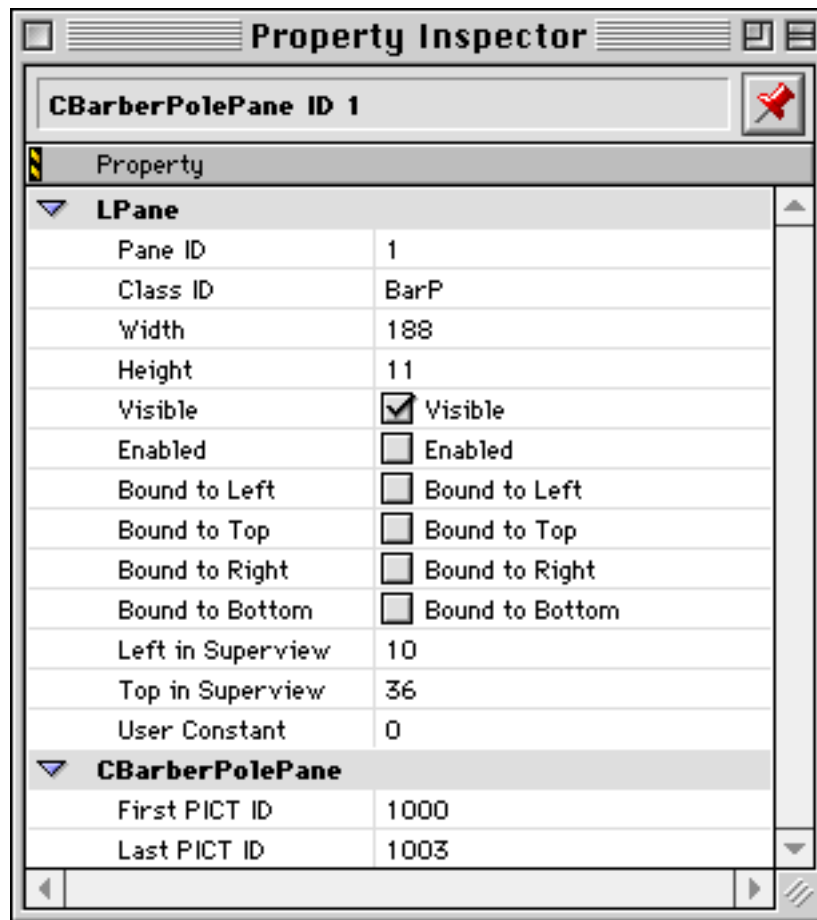 Property Inspector
CBarberPolePane ID 1
Property
LPane
Pane ID 1
Class ID BarP
Width 188
Height 11
Visible Visible
Enabled Enabled
Bound to Left Bound to Left
Bound to Top Bound to Top
Bound to Right Bound to Right
Bound to Bottom Bound to Bottom
Left in Superview 10
Top in Superview 36
User Constant 0
CBarberPolePane
First PICT ID 1000
Last PICT ID 1003